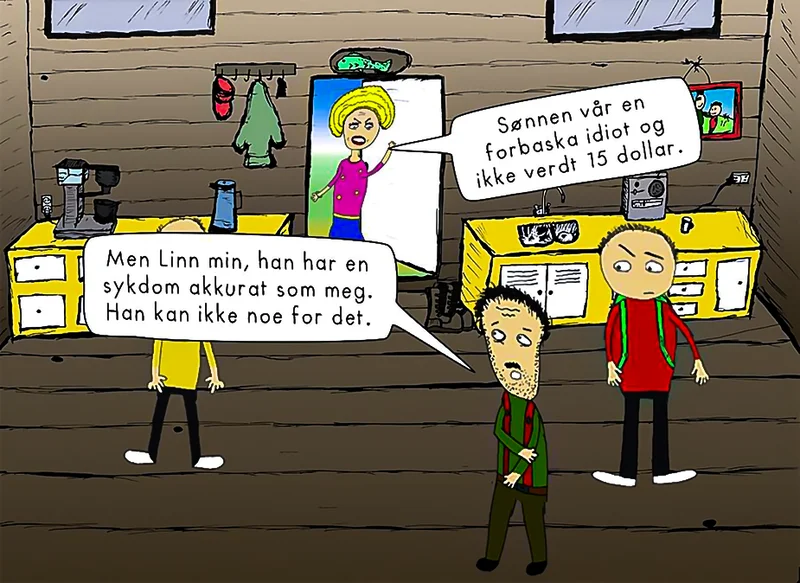 Sønnen vår en
forbaska idiot og
ikke verdt 15 dollar.
Men Linn min, han har en
sykdom akkurat som meg.
Han kan ikke noe for det.